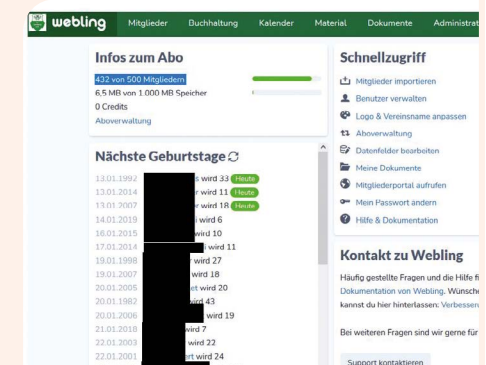 webling Mitglieder Buchhaltung Kalender Material Dokumente Administrat
Infos zum Abo
432 von 500 Mitgliedern
6,5 MB von 1.000 MB Speicher
0 Credits
Aboverwaltung
Nächste Geburtstage
13.01.1992 s wird 33 Heute
13.01.2014 r wird 11 Heute
13.01.2007 r wird 18 Heute
14.01.2019 i wird 6
16.01.2015 wird 10
17.01.2014 i wird 11
19.01.1998 r wird 27
19.01.2007 wird 18
20.01.2005 et wird 20
20.01.1982 wird 43
20.01.2006 wird 19
21.01.2018 wird 7
22.01.2003 wird 22
22.01.2001 ert wird 24
Schnellzugriff
Mitglieder importieren
Benutzer verwalten
Logo & Vereinsname anpassen
Aboverwaltung
Datenfelder bearbeiten
Meine Dokumente
Mitgliederportal aufrufen
Mein Passwort ändern
Hilfe & Dokumentation
Kontakt zu Webling
Häufig gestellte Fragen und die Hilfe fi
Dokumentation von Webling. Wünsche
kannst du hier hinterlassen: Verbesser
Bei weiteren Fragen sind wir gerne für
Support kontaktieren